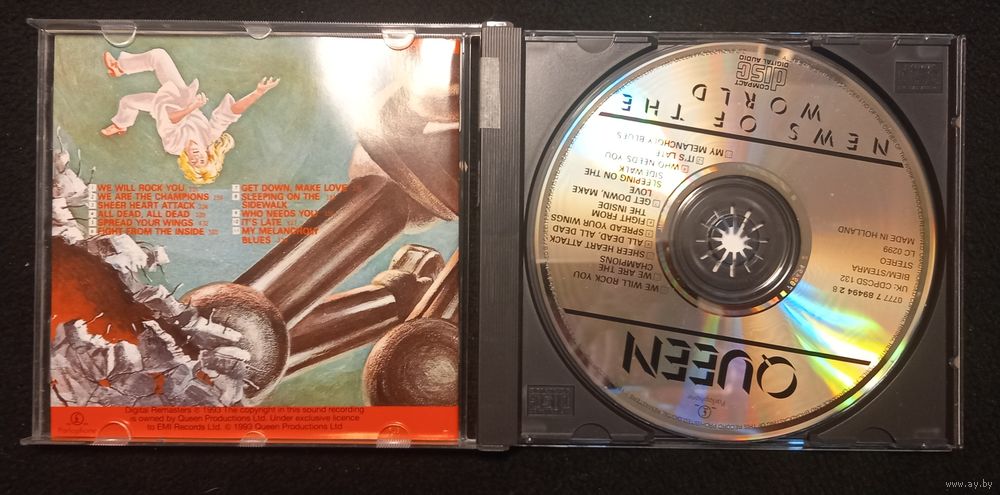 WE WILL ROCK YOU
WE ARE THE CHAMPIONS
SHEER HEART ATTACK
ALL DEAD, ALL DEAD
SPREAD YOUR WINGS
FIGHT FROM THE INSIDE
GET DOWN, MAKE LOVE
SLEEPING ON THE
SIDEWALK
WHO NEEDS YOU
IT'S LATE
MY MELANCHOLY
BLUES
Digital Remasters © 1993 The copyright in this sound recording
is owned by Queen Productions Ltd. Under exclusive licence
to EMI Records Ltd. © 1993 Queen Productions Ltd
Parlophone
Parlophone
QUEEN
0777 7 89494 2 8
UK: CDPCSD 132
BIEM/STEMRA
STEREO
LC 0299
MADE IN HOLLAND
WE WILL ROCK YOU
WE ARE THE
CHAMPIONS
SHEER HEART ATTACK
ALL DEAD, ALL DEAD
SPREAD YOUR WINGS
FIGHT FROM
THE INSIDE
GET DOWN, MAKE
LOVE
SLEEPING ON THE
SIDEWALK
WHO NEEDS YOU
IT'S LATE
MY MELANCHOLY BLUES
NEWS OF THE
WORLD
COMPACT
disc
DIGITAL AUDIO
www.ay.by